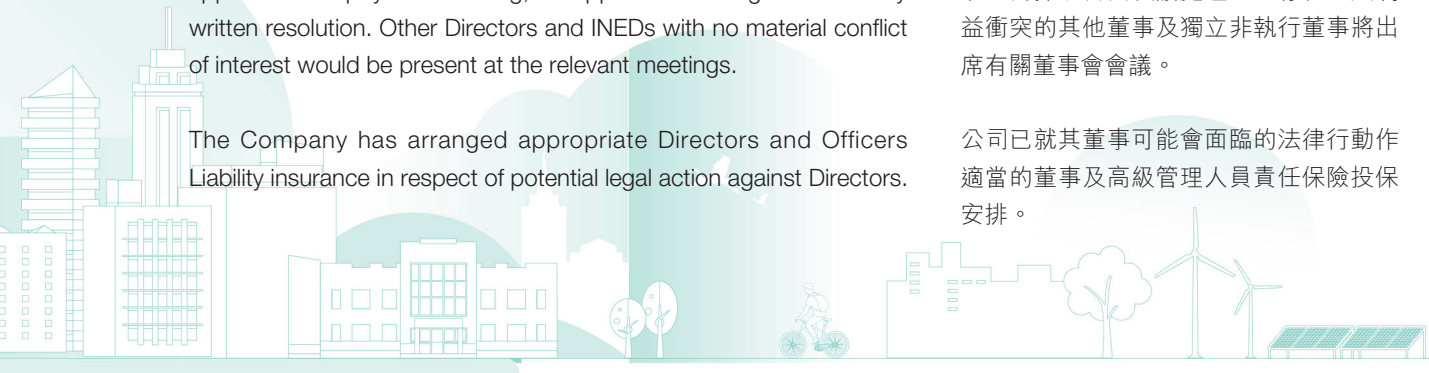 written resolution. Other Directors and INEDs with no material conflict
of interest would be present at the relevant meetings.
The Company has arranged appropriate Directors and Officers
Liability insurance in respect of potential legal action against Directors.
益衝突的其他董事及獨立非執行董事將出
席有關董事會會議。
公司已就其董事可能會面臨的法律行動作
適當的董事及高級管理人員責任保險投保
安排。